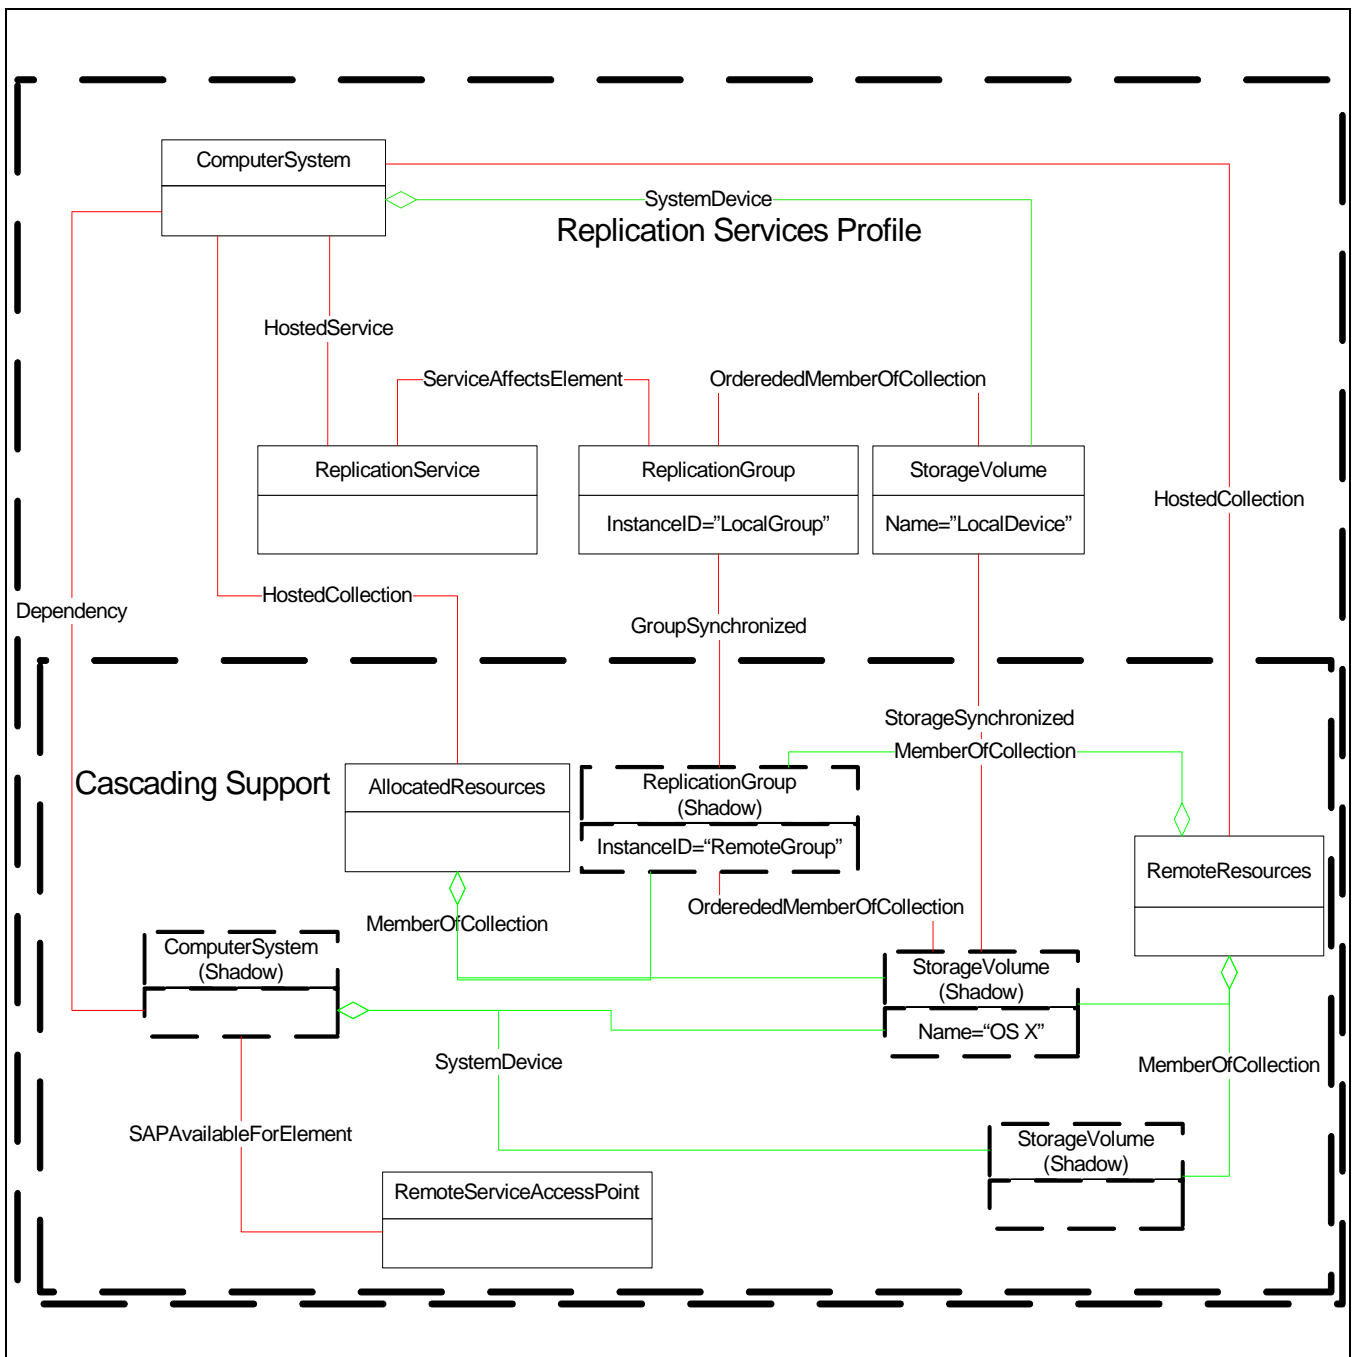 ComputerSystem
SystemDevice
Replication Services Profile
HostedService
ServiceAffectsElement
OrderededMemberOfCollection
ReplicationService
ReplicationGroup
StorageVolume
InstanceID=”LocalGroup”
Name=”LocalDevice”
HostedCollection
HostedCollection
Dependency
GroupSynchronized
StorageSynchronized
MemberOfCollection
Cascading Support
AllocatedResources
ReplicationGroup
(Shadow)
InstanceID=“RemoteGroup”
RemoteResources
OrderededMemberOfCollection
MemberOfCollection
ComputerSystem
(Shadow)
StorageVolume
(Shadow)
Name=“OS X”
SystemDevice
MemberOfCollection
SAPAvailableForElement
StorageVolume
(Shadow)
RemoteServiceAccessPoint